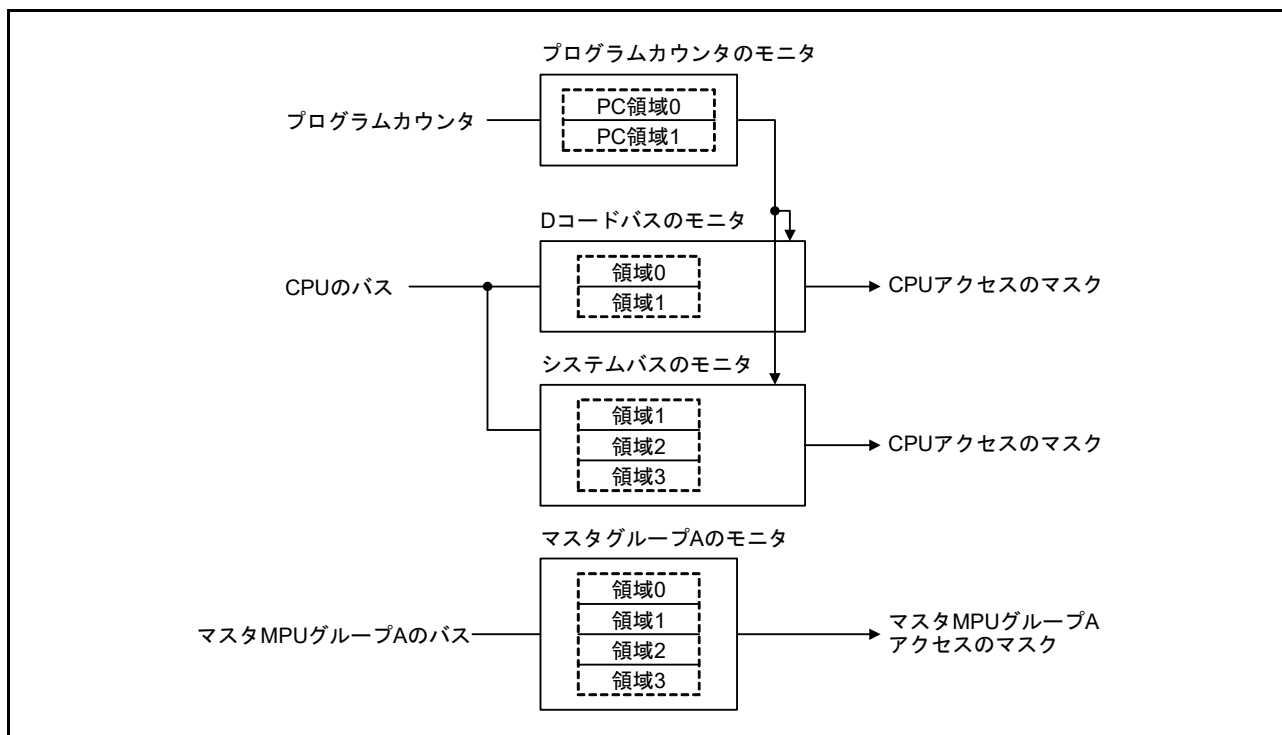 プログラムカウンタのモニタ
プログラムカウンタ
PC領域0
PC領域1
Dコードバスのモニタ
CPUのバス
領域0
領域1
CPUアクセスのマスク
システムバスのモニタ
領域1
領域2
領域3
CPUアクセスのマスク
マスタグループAのモニタ
マスタMPUグループAのバス
領域0
領域1
領域2
領域3
マスタMPUグループA
アクセスのマスク